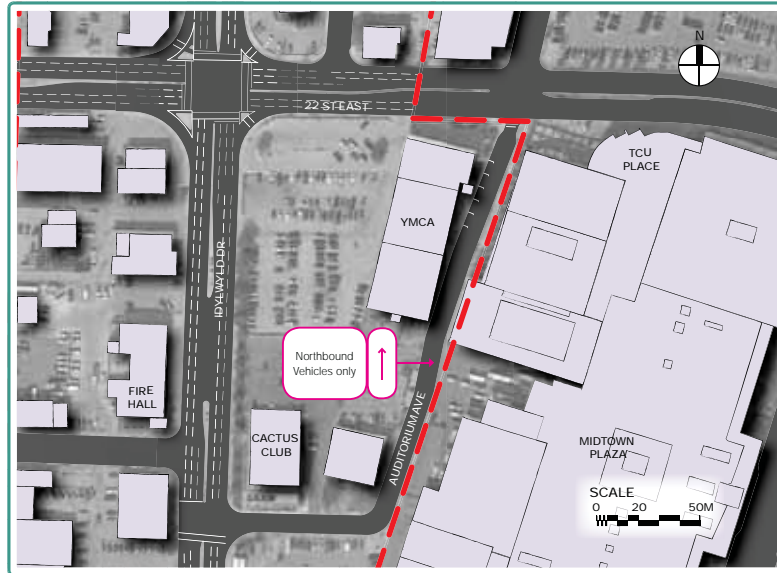 N
22 ST EAST
TCU
PLACE
YMCA
IDYLWYLD DR.
Northbound
Vehicles only
FIRE
HALL
CACTUS
CLUB
AUDITORIUM AVE
MIDTOWN
PLAZA
SCALE
0 20 50M